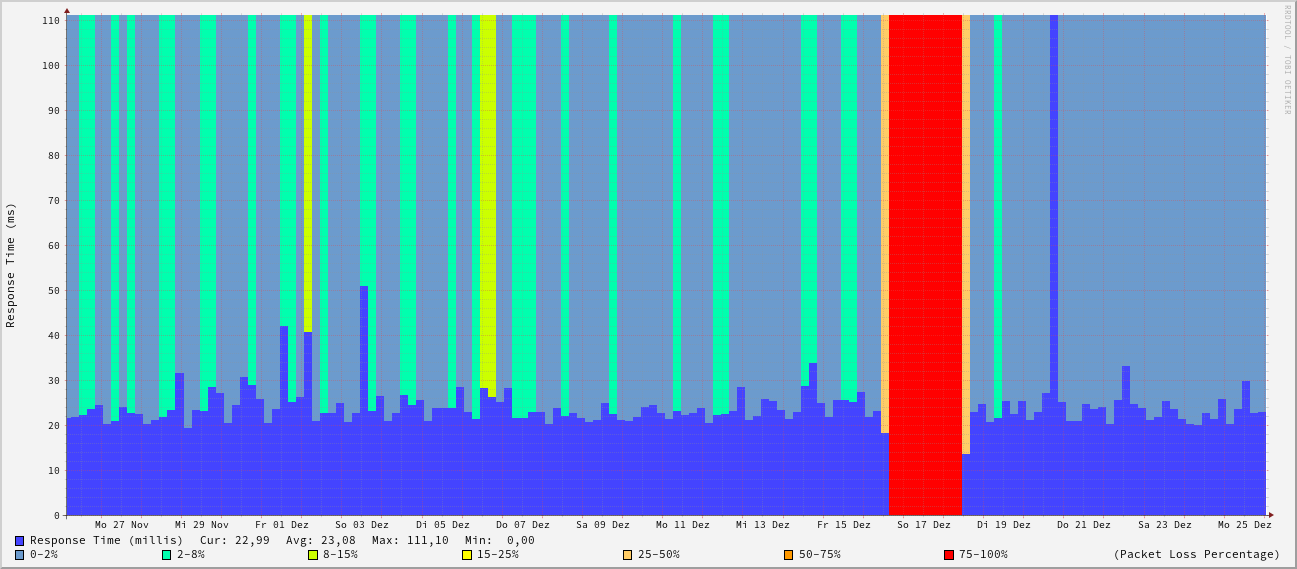 RRDTOOL / TOBI OETIKER
Response Time (ms)
110
100
90
80
70
60
50
40
30
20
10
0
Mo 27 Nov Mi 29 Nov Fr 01 Dez So 03 Dez Di 05 Dez Do 07 Dez Sa 09 Dez Mo 11 Dez Mi 13 Dez Fr 15 Dez So 17 Dez Di 19 Dez Do 21 Dez Sa 23 Dez Mo 25 Dez
Response Time (millis) Cur: 22,99 Avg: 23,08 Max: 111,10 Min: 0,00
0-2% 2-8% 8-15% 15-25% 25-50% 50-75% 75-100% (Packet Loss Percentage)